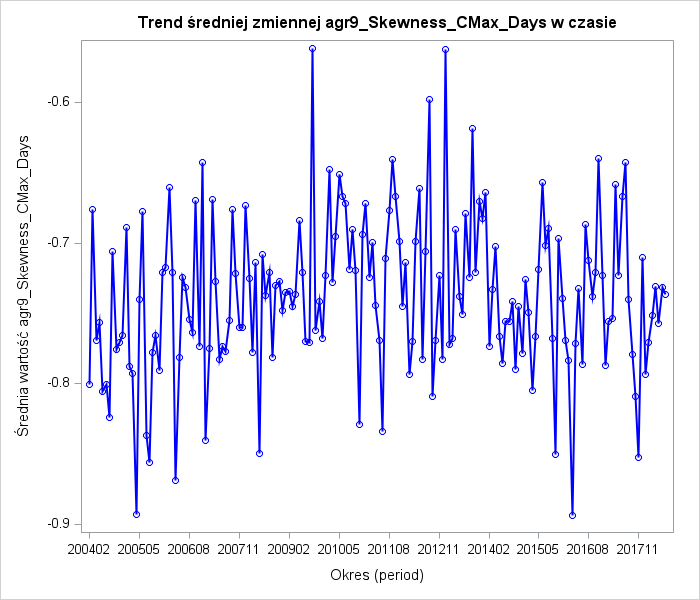 Trend średniej zmiennej agr9_Skewness_CMax_Days w czasie
Średnia wartość agr9_Skewness_CMax_Days
-0.6
-0.7
-0.8
-0.9
200402 200505 200608 200711 200902 201005 201108 201211 201402 201505 201608 201711
Okres (period)